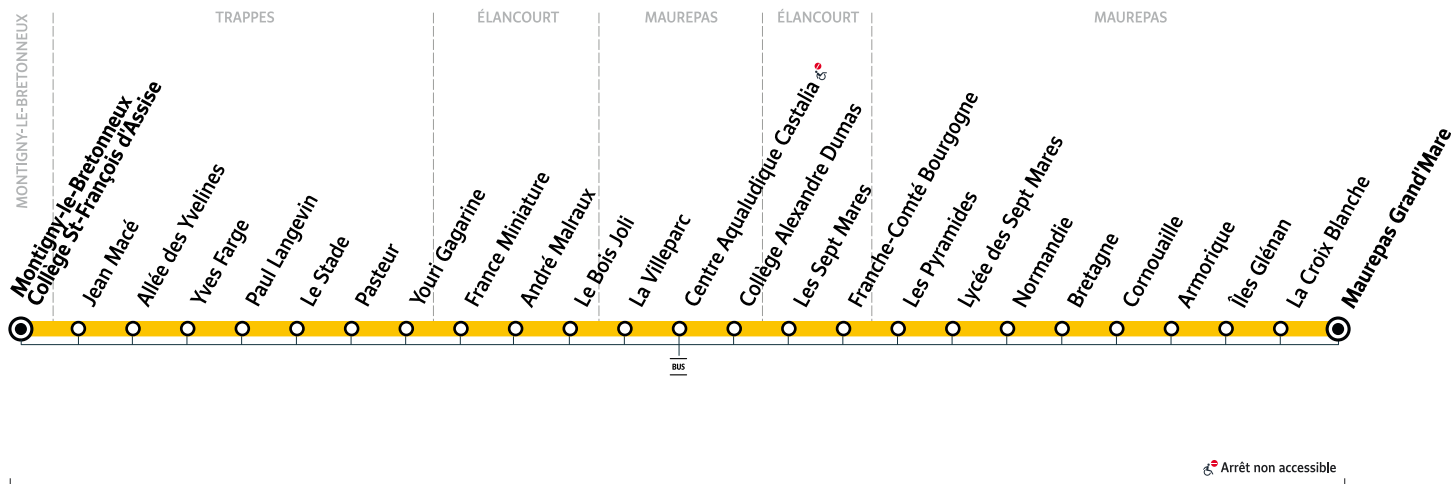 MONTIGNY-LE-BRETONNEUX
TRAPPES
ÉLANCOURT
MAUREPAS
ÉLANCOURT
MAUREPAS
Montigny-le-Bretonneux
Collège St-François d'Assise
Jean Macé
Allée des Yvelines
Yves Farge
Paul Langevin
Le Stade
Pasteur
Youri Gagarine
France Miniature
André Malraux
Le Bois Joli
La Villeparc
Centre Aqualudique Castalia
Collège Alexandre Dumas
Les Sept Mares
Franche-Comté Bourgogne
Les Pyramides
Lycée des Sept Mares
Normandie
Bretagne
Cornouaille
Armorique
Îles Glénan
La Croix Blanche
Maurepas Grand'Mare
BUS
Arrêt non accessible